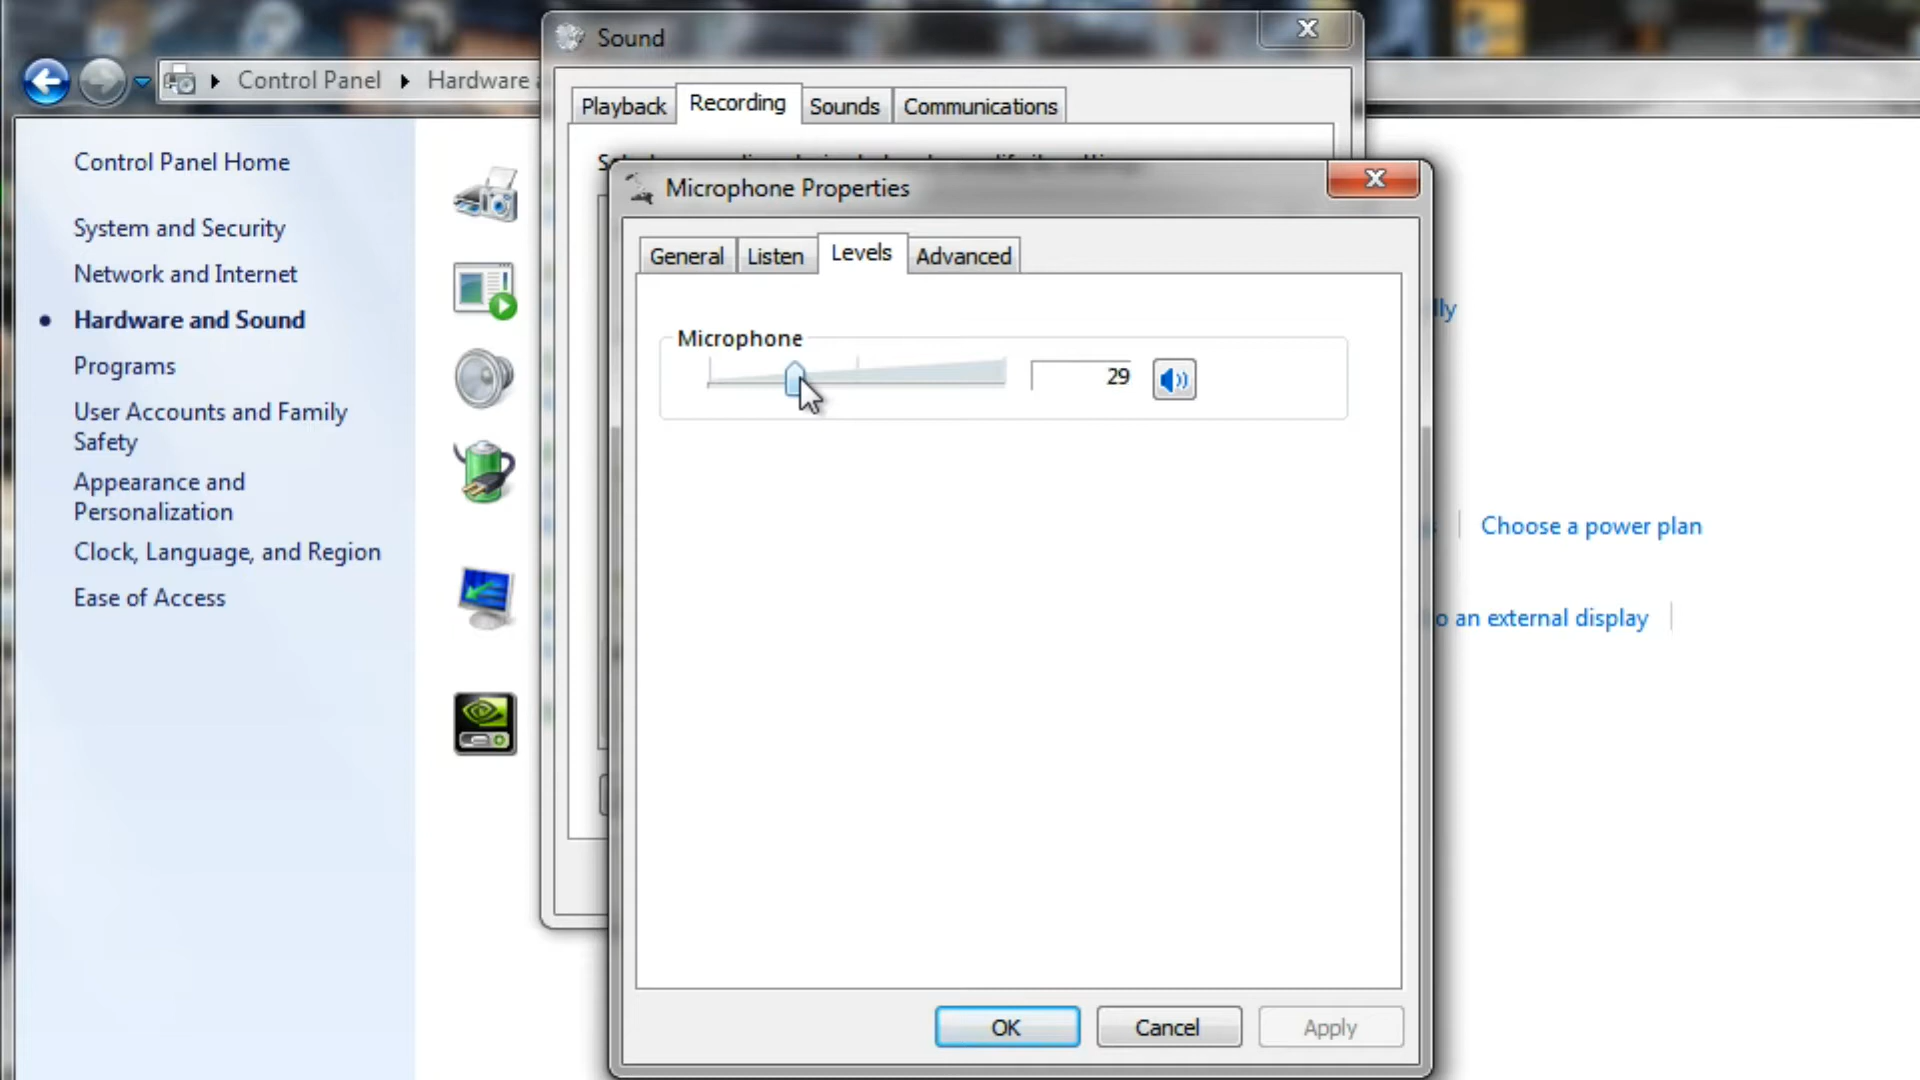 Sound
Control Panel
Hardware
Playback
Recording
Sounds
Communications
Control Panel Home
System and Security
Network and Internet
Hardware and Sound
Programs
User Accounts and Family
Safety
Appearance and
Personalization
Clock, Language, and Region
Ease of Access
Microphone Properties
General
Listen
Levels
Advanced
Microphone
29
lly
Choose a power plan
o an external display
OK
Cancel
Apply